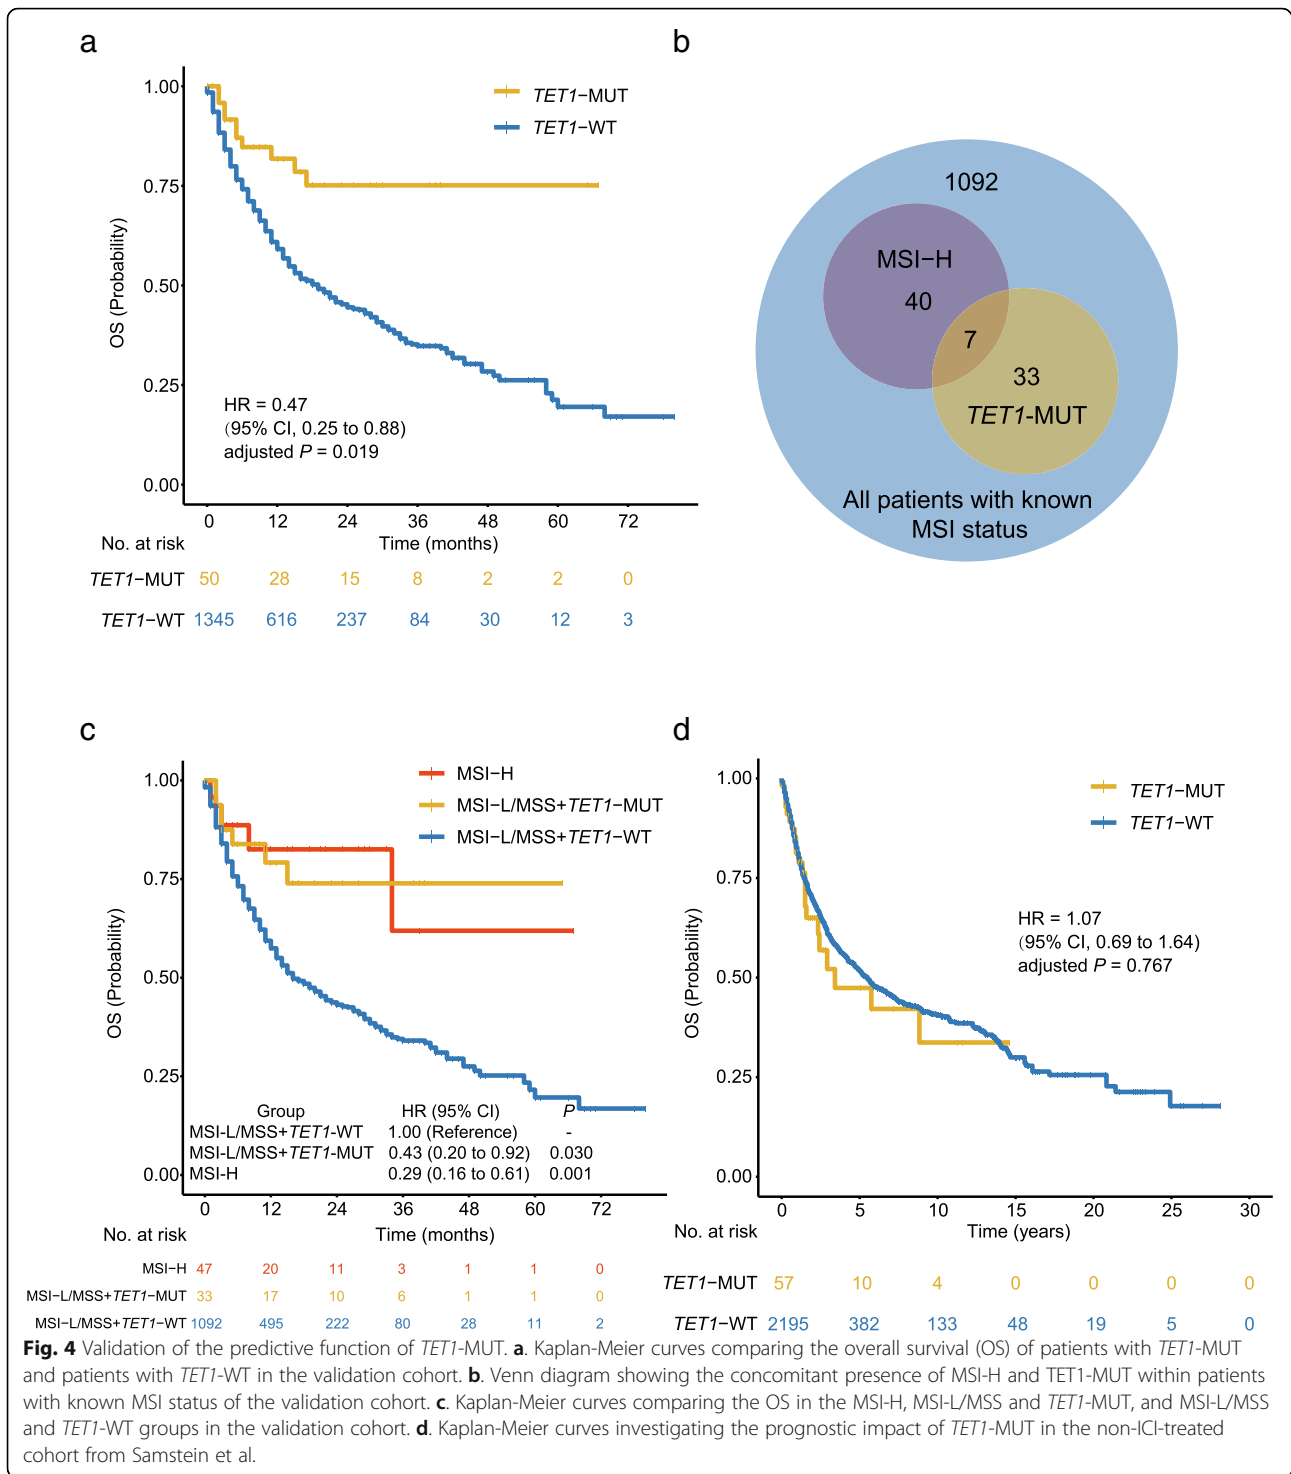 a
1.00
0.75
0.50
0.25
0.00
OS (Probability)
TET1−MUT
TET1−WT
HR = 0.47
(95% CI, 0.25 to 0.88)
adjusted P = 0.019
0 12 24 36 48 60 72
No. at risk Time (months)
TET1−MUT 50 28 15 8 2 2 0
TET1−WT 1345 616 237 84 30 12 3
b
1092
MSI−H
40
7
33
TET1-MUT
All patients with known
MSI status
c
1.00
0.75
0.50
0.25
0.00
OS (Probability)
MSI−H
MSI−L/MSS+TET1−MUT
MSI−L/MSS+TET1−WT
Group HR (95% CI) P
MSI-L/MSS+TET1-WT 1.00 (Reference) -
MSI-L/MSS+TET1-MUT 0.43 (0.20 to 0.92) 0.030
MSI-H 0.29 (0.16 to 0.61) 0.001
0 12 24 36 48 60 72
No. at risk Time (months)
MSI−H 47 20 11 3 1 1 0
MSI−L/MSS+TET1−MUT 33 17 10 6 1 1 0
MSI−L/MSS+TET1−WT 1092 495 222 80 28 11 2
d
1.00
0.75
0.50
0.25
0.00
OS (Probability)
TET1−MUT
TET1−WT
HR = 1.07
(95% CI, 0.69 to 1.64)
adjusted P = 0.767
0 5 10 15 20 25 30
No. at risk Time (years)
TET1−MUT 57 10 4 0 0 0 0
TET1−WT 2195 382 133 48 19 5 0
Fig. 4 Validation of the predictive function of TET1-MUT. a. Kaplan-Meier curves comparing the overall survival (OS) of patients with TET1-MUT
and patients with TET1-WT in the validation cohort. b. Venn diagram showing the concomitant presence of MSI-H and TET1-MUT within patients
with known MSI status of the validation cohort. c. Kaplan-Meier curves comparing the OS in the MSI-H, MSI-L/MSS and TET1-MUT, and MSI-L/MSS
and TET1-WT groups in the validation cohort. d. Kaplan-Meier curves investigating the prognostic impact of TET1-MUT in the non-ICI-treated
cohort from Samstein et al.